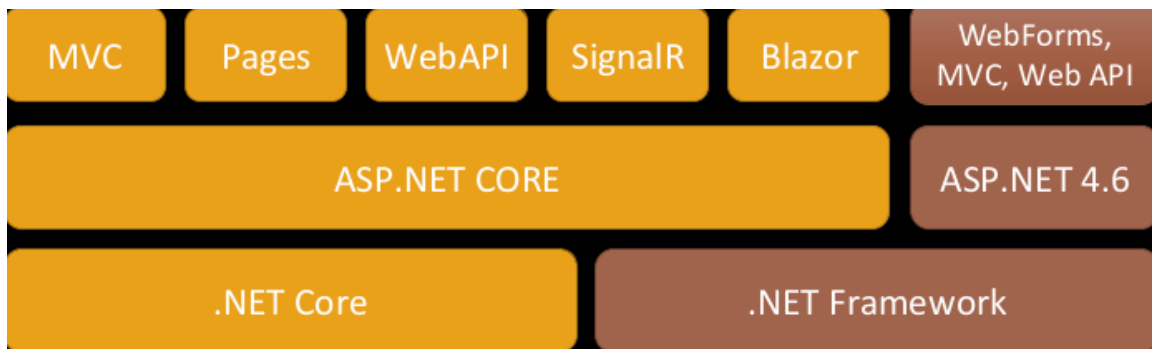 MVC
Pages
WebAPI
SignalR
Blazor
WebForms,
MVC, Web API
ASP.NET CORE
ASP.NET 4.6
.NET Core
.NET Framework